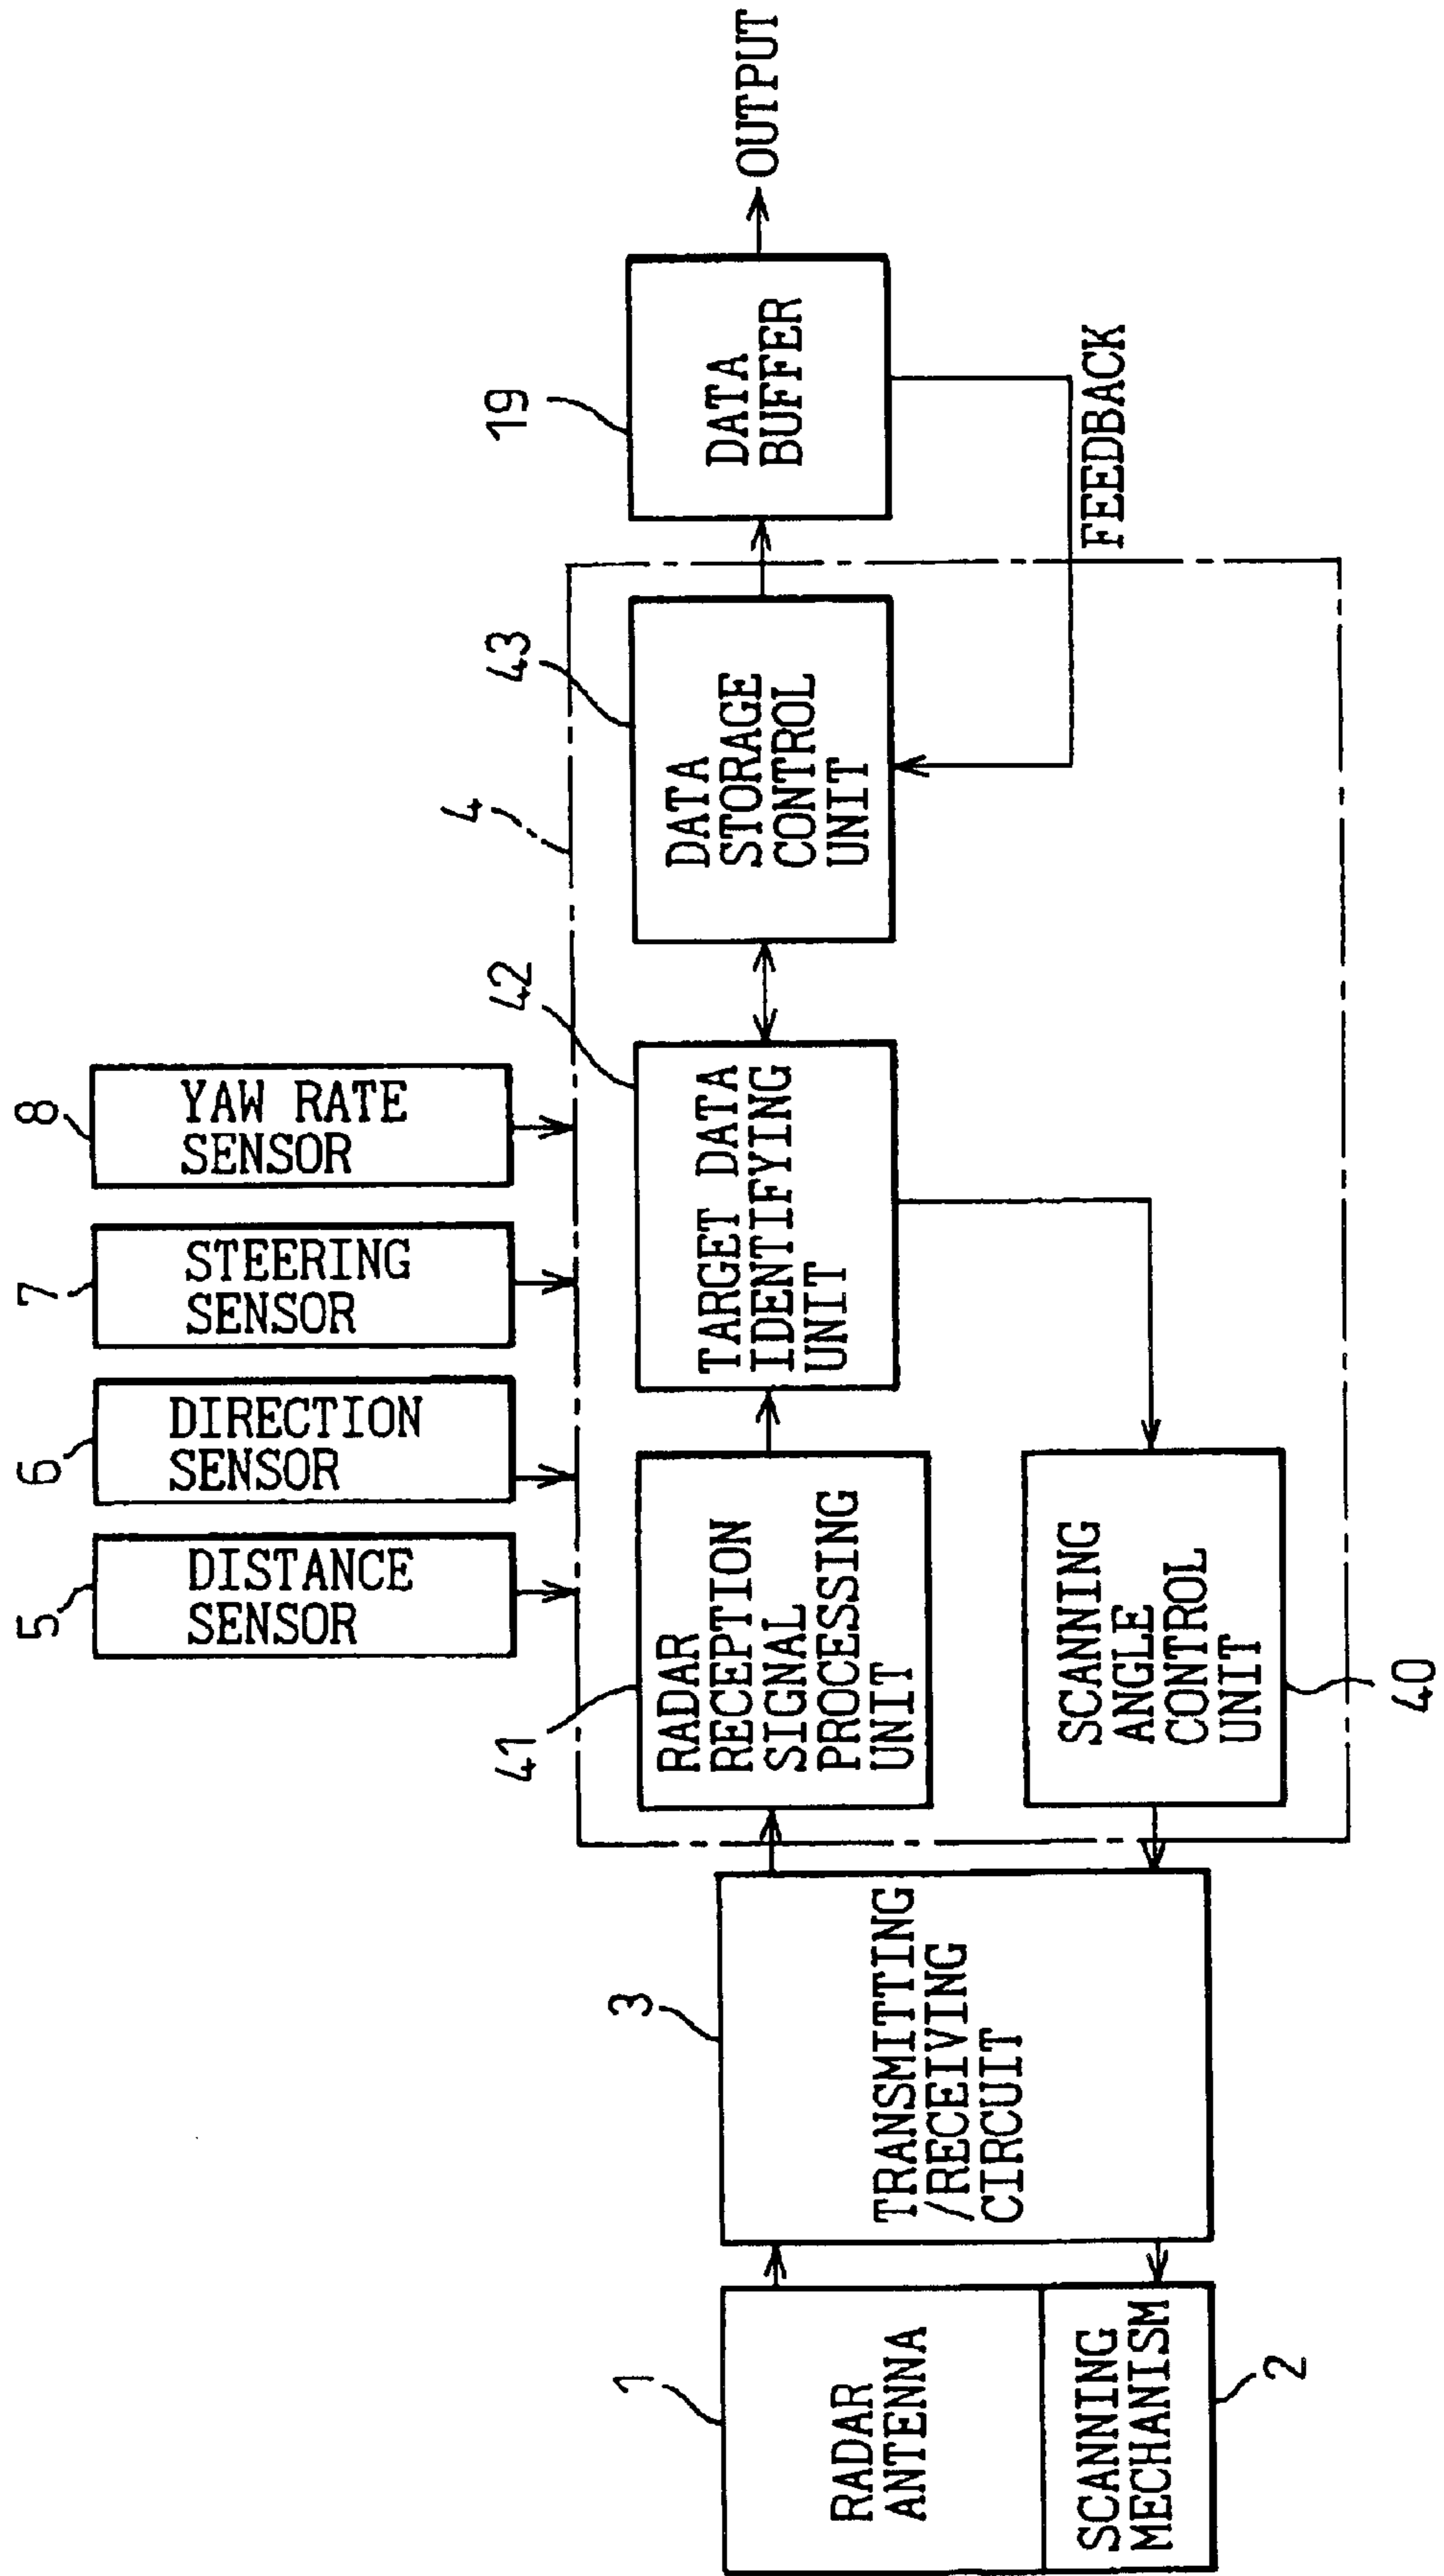 5
DISTANCE
SENSOR
6
DIRECTION
SENSOR
7
STEERING
SENSOR
8
YAW RATE
SENSOR
1
RADAR
ANTENNA
SCANNING
MECHANISM
2
3
TRANSMITTING
/RECEIVING
CIRCUIT
4
41
RADAR
RECEPTION
SIGNAL
PROCESSING
UNIT
42
TARGET DATA
IDENTIFYING
UNIT
43
DATA
STORAGE
CONTROL
UNIT
19
DATA
BUFFER
OUTPUT
FEEDBACK
SCANNING
ANGLE
CONTROL
UNIT
40